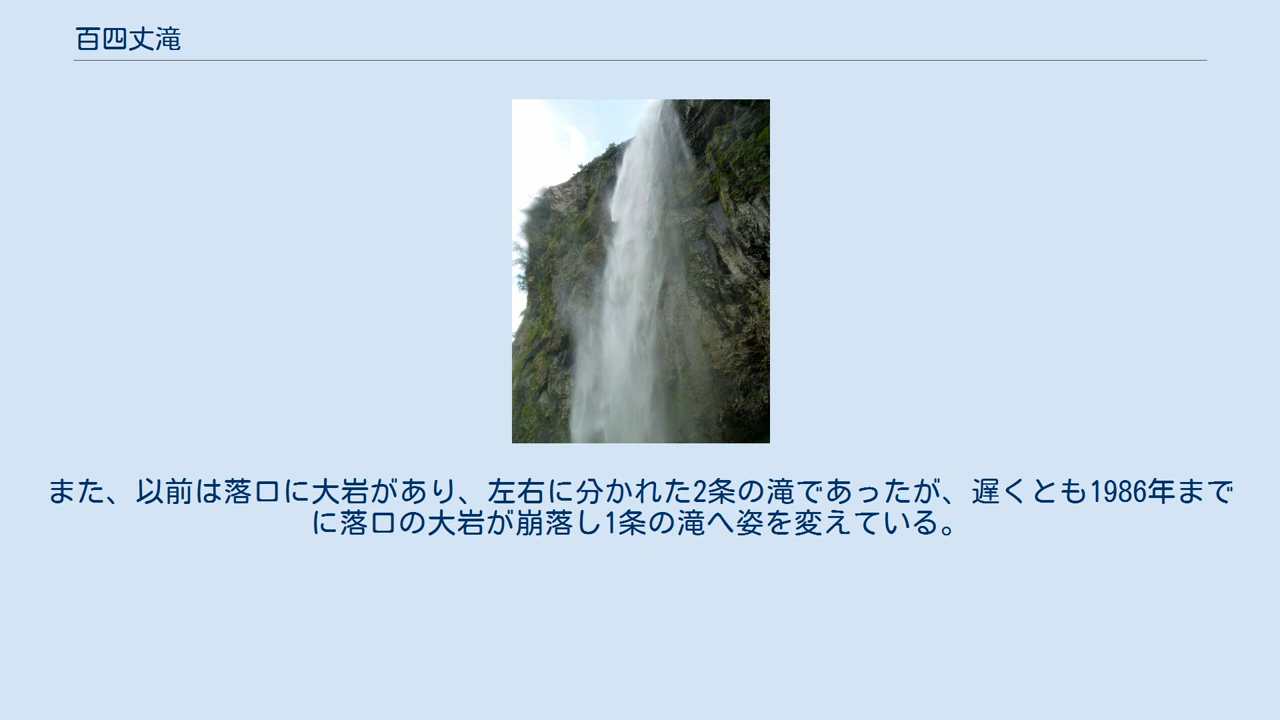 百四丈滝
また、以前は落口に大岩があり、左右に分かれた2条の滝であったが、遅くとも1986年まで
に落口の大岩が崩落し1条の滝へ姿を変えている。